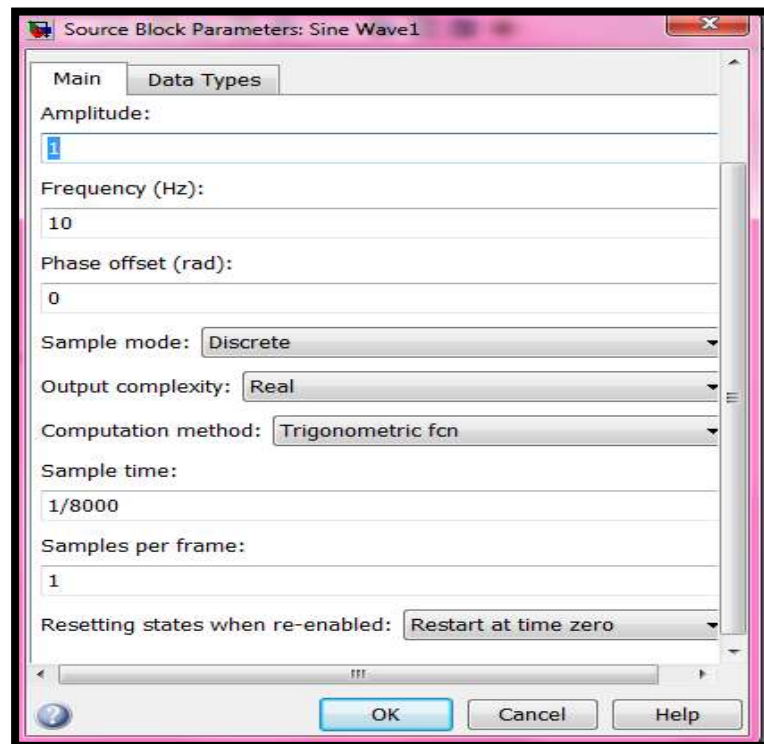 Source Block Parameters: Sine Wave1
Main Data Types
Amplitude:
1
Frequency (Hz):
10
Phase offset (rad):
0
Sample mode: Discrete
Output complexity: Real
Computation method: Trigonometric fcn
Sample time:
1/8000
Samples per frame:
1
Resetting states when re-enabled: Restart at time zero
OK Cancel Help